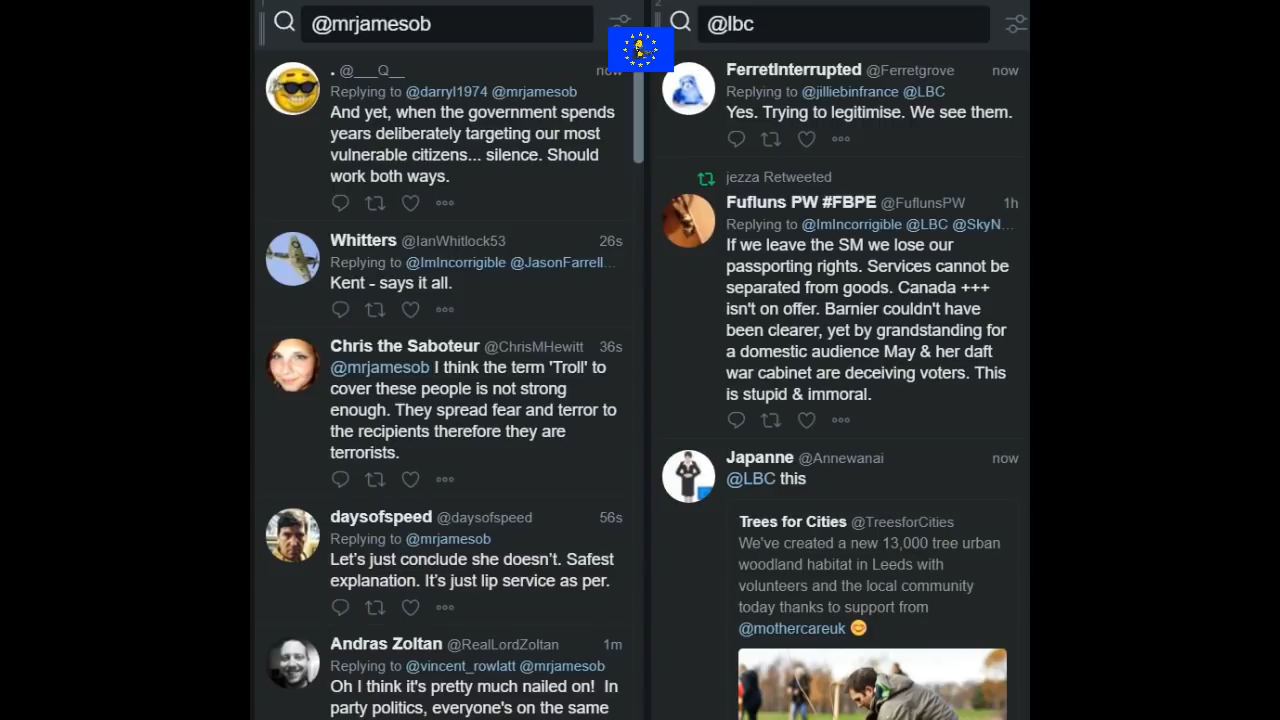 @mrjamesob
. @___Q__ now
Replying to @darryl1974 @mrjamesob
And yet, when the government spends
years deliberately targeting our most
vulnerable citizens... silence. Should
work both ways.
Whitters @IanWhitlock53 26s
Replying to @ImIncorrigible @JasonFarrell...
Kent - says it all.
Chris the Saboteur @ChrisMHewitt 36s
@mrjamesob I think the term 'Troll' to
cover these people is not strong
enough. They spread fear and terror to
the recipients therefore they are
terrorists.
daysofspeed @daysofspeed 56s
Replying to @mrjamesob
Let's just conclude she doesn't. Safest
explanation. It's just lip service as per.
Andras Zoltan @RealLordZoltan 1m
Replying to @vincent_rowlatt @mrjamesob
Oh I think it's pretty much nailed on! In
party politics, everyone's on the same
2
@lbc
FerretInterrupted @Ferretgrove now
Replying to @jilliebinfrance @LBC
Yes. Trying to legitimise. We see them.
jezza Retweeted
Fufluns PW #FBPE @FuflunsPW 1h
Replying to @ImIncorrigible @LBC @SkyN...
If we leave the SM we lose our
passporting rights. Services cannot be
separated from goods. Canada +++
isn't on offer. Barnier couldn't have
been clearer, yet by grandstanding for
a domestic audience May & her daft
war cabinet are deceiving voters. This
is stupid & immoral.
Japanne @Annewanai now
@LBC this
Trees for Cities @TreesforCities
We've created a new 13,000 tree urban
woodland habitat in Leeds with
volunteers and the local community
today thanks to support from
@mothercareuk 😊